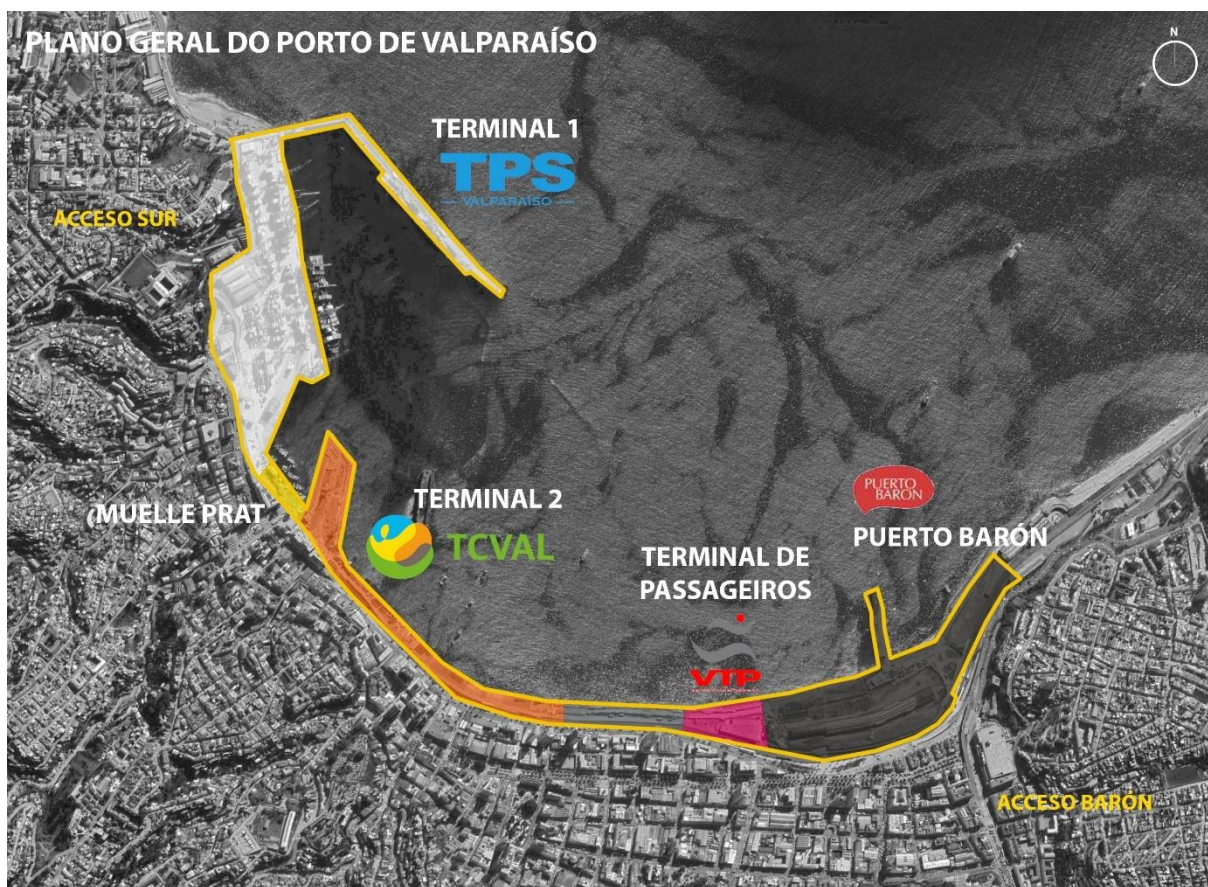 PLANO GERAL DO PORTO DE VALPARAÍSO
N
TERMINAL 1
TPS
VALPARAÍSO
ACCESO SUR
MUELLE PRAT
TERMINAL 2
TCVAL
TERMINAL DE
PASSAGEIROS
VTP
PUERTO
BARON
PUERTO BARÓN
ACCESO BARÓN